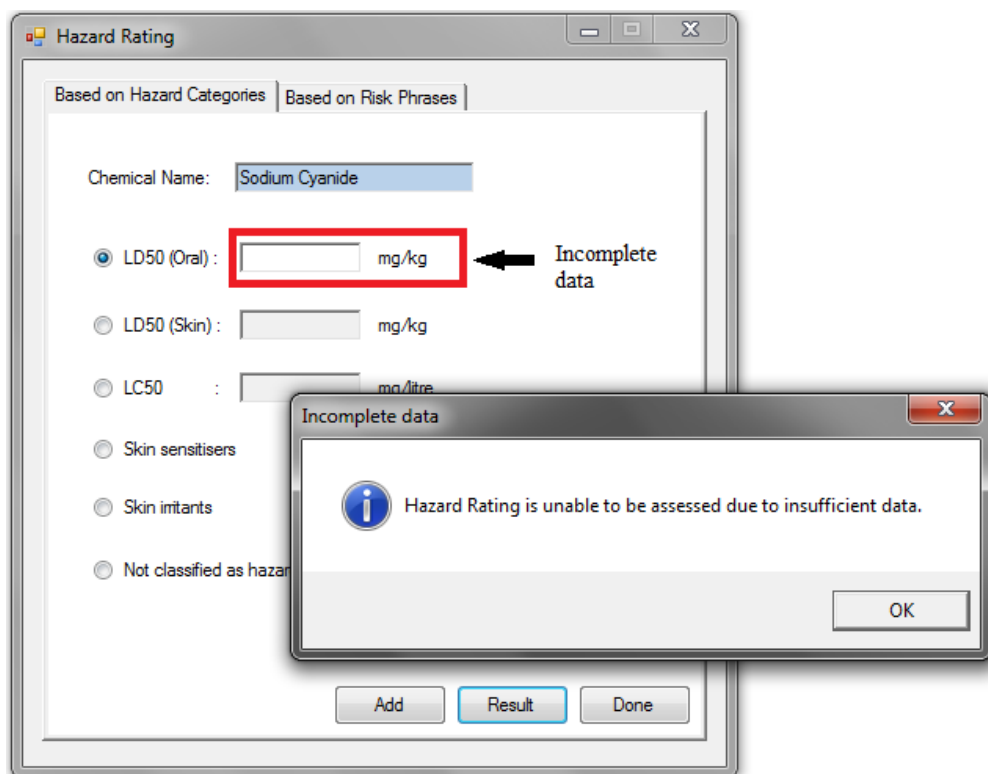 Hazard Rating
Based on Hazard Categories
Based on Risk Phrases
Chemical Name:
Sodium Cyanide
LD50 (Oral) :
mg/kg
Incomplete
data
LD50 (Skin) :
mg/kg
LC50 :
mg/litre
Skin sensitisers
Skin irritants
Not classified as hazar
Incomplete data
Hazard Rating is unable to be assessed due to insufficient data.
OK
Add
Result
Done